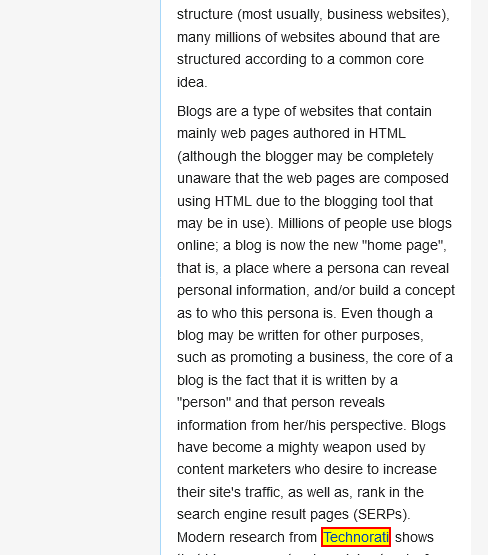 structure (most usually, business websites),
many millions of websites abound that are
structured according to a common core
idea.
Blogs are a type of websites that contain
mainly web pages authored in HTML
(although the blogger may be completely
unaware that the web pages are composed
using HTML due to the blogging tool that
may be in use). Millions of people use blogs
online; a blog is now the new "home page",
that is, a place where a persona can reveal
personal information, and/or build a concept
as to who this persona is. Even though a
blog may be written for other purposes,
such as promoting a business, the core of a
blog is the fact that it is written by a
"person" and that person reveals
information from her/his perspective. Blogs
have become a mighty weapon used by
content marketers who desire to increase
their site's traffic, as well as, rank in the
search engine result pages (SERPs).
Modern research from Technorati shows